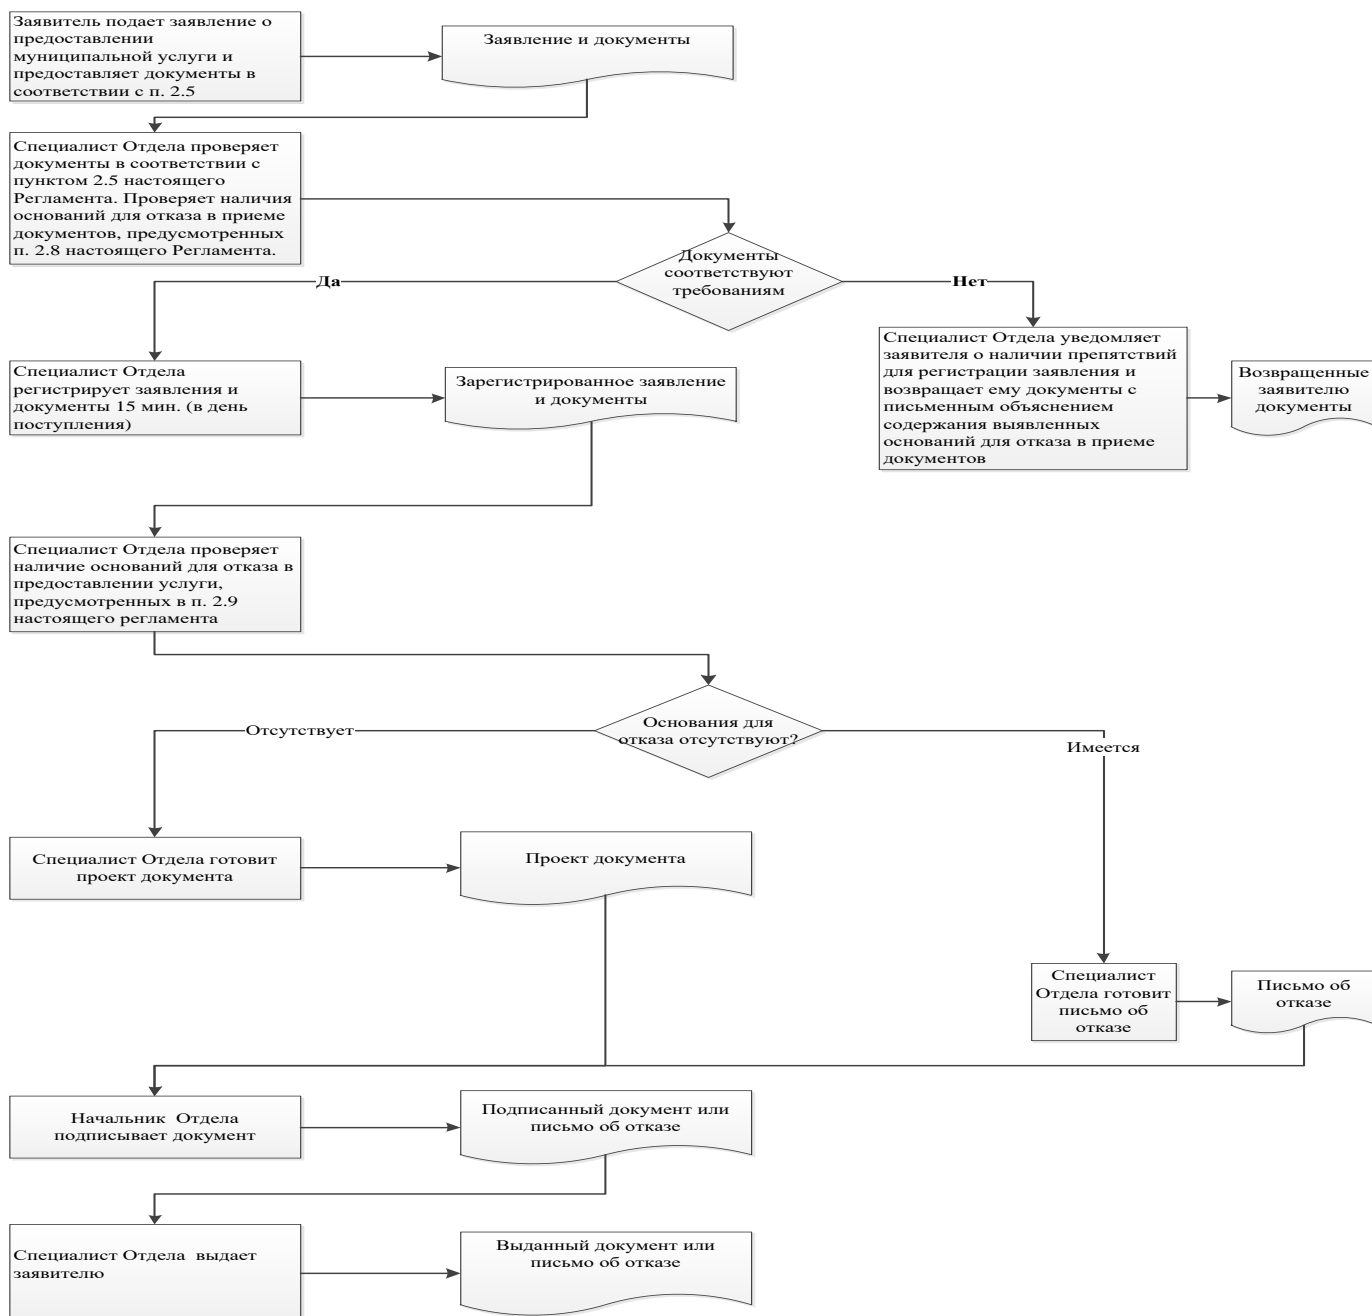 Заявитель подает заявление о
предоставлении
муниципальной услуги и
предоставляет документы в
соответствии с п. 2.5
Заявление и документы
Специалист Отдела проверяет
документы в соответствии с
пунктом 2.5 настоящего
Регламента. Проверяет наличия
оснований для отказа в приеме
документов, предусмотренных
п. 2.8 настоящего Регламента.
Документы
соответствуют
требованиям
Да
Нет
Специалист Отдела
регистрирует заявления и
документы 15 мин. (в день
поступления)
Зарегистрированное заявление
и документы
Специалист Отдела уведомляет
заявителя о наличии препятствий
для регистрации заявления и
возвращает ему документы с
письменным объяснением
содержания выявленных
оснований для отказа в приеме
документов
Возвращенные
заявителю
документы
Специалист Отдела проверяет
наличие оснований для отказа в
предоставлении услуги,
предусмотренных в п. 2.9
настоящего регламента
Основания для
отказа отсутствуют?
Отсутствует
Имеется
Специалист Отдела готовит
проект документа
Проект документа
Специалист
Отдела готовит
письмо об
отказе
Письмо об
отказе
Начальник  Отдела
подписывает документ
Подписанный документ или
письмо об отказе
Специалист Отдела  выдает
заявителю
Выданный документ или
письмо об отказе